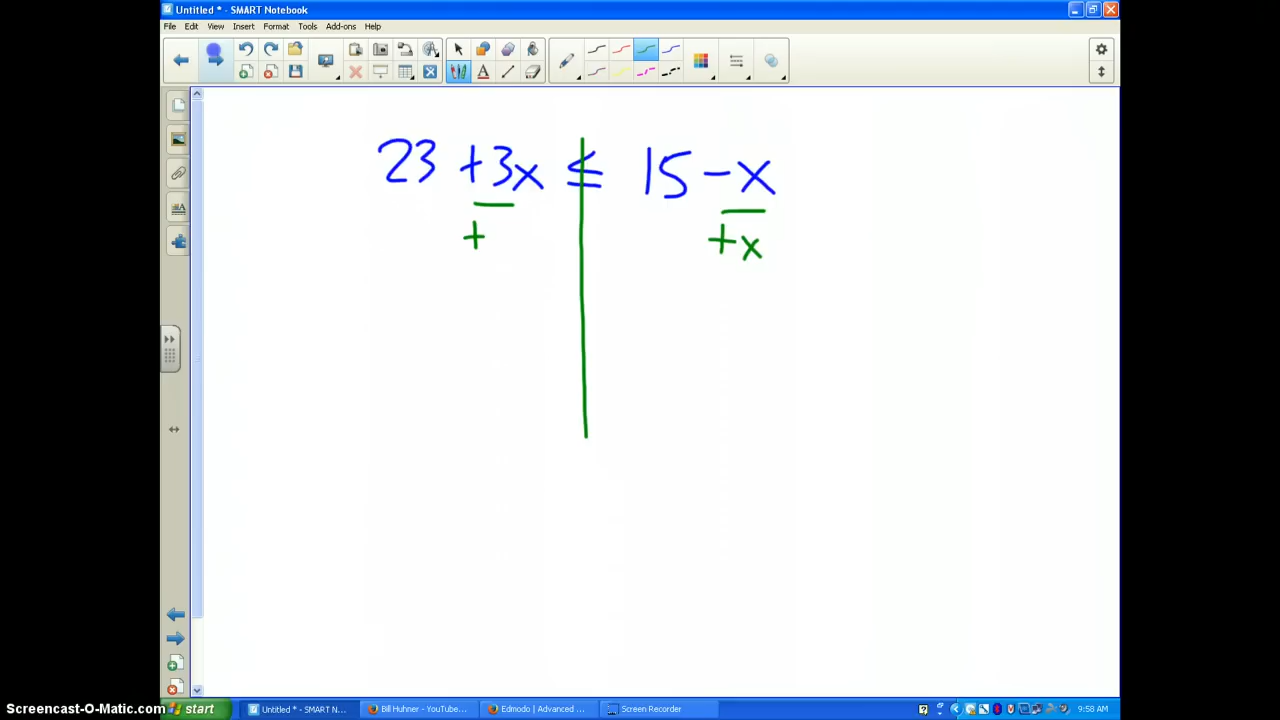 Untitled * - SMART Notebook
File Edit View Insert Format Tools Add-ons Help
23 +3x ≤ 15 -x
+ +x
Screencast-O-Matic.com
start Untitled * - SMART N... Bill Huhner - YouTube... Edmodo | Advanced ... Screen Recorder 9:58 AM